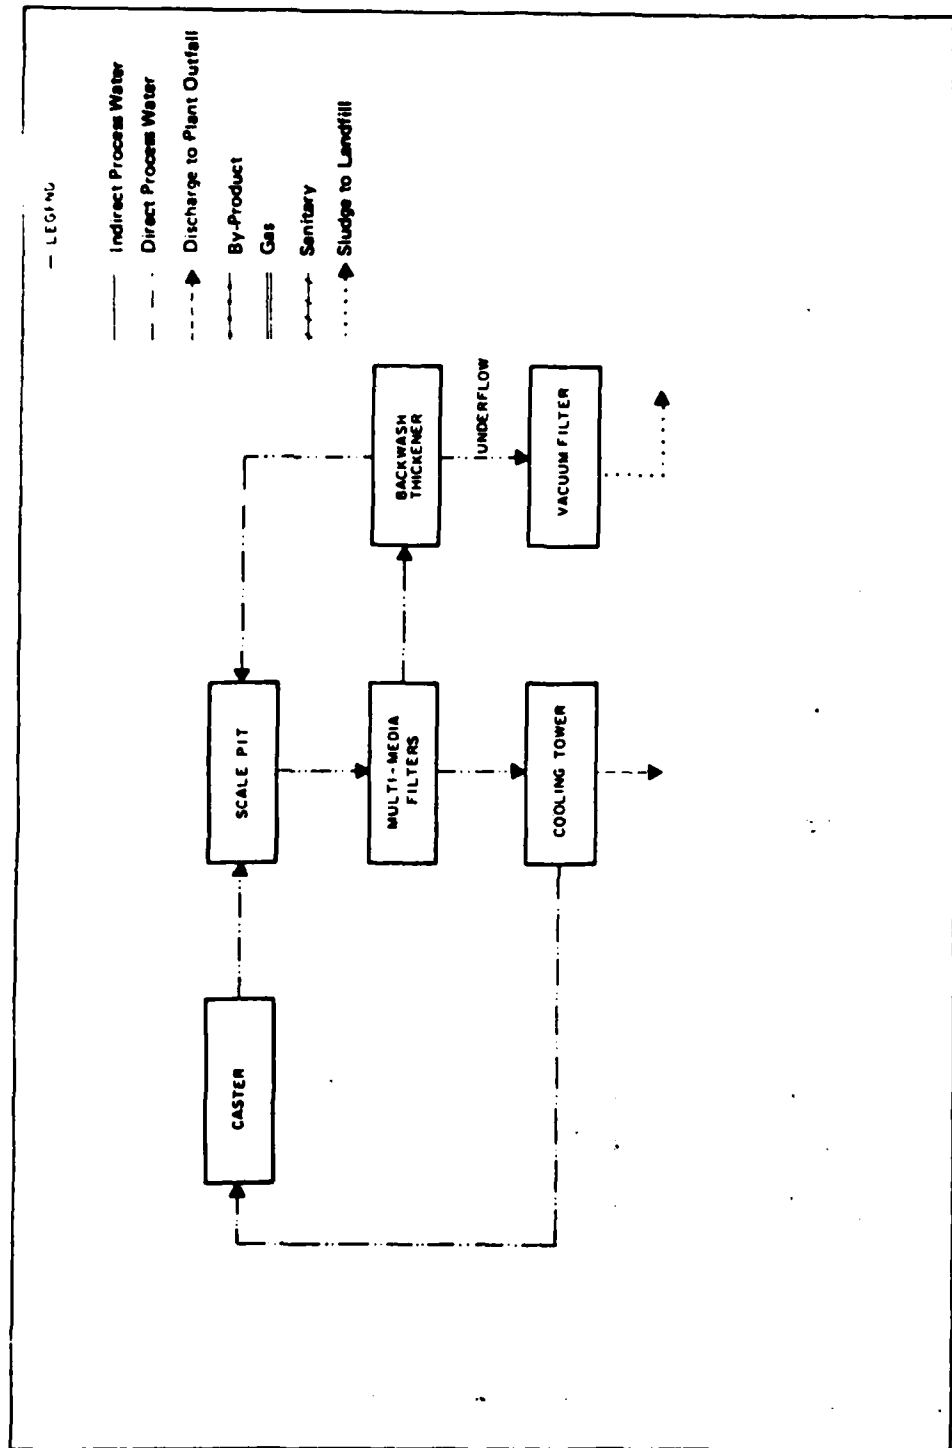 — LEGEND
Indirect Process Water
Direct Process Water
Discharge to Plant Outfall
By-Product
Gas
Sanitary
Sludge to Landfill
CASTER
SCALE PIT
MULTI-MEDIA
FILTERS
BACKWASH
THICKENER
UNDERFLOW
COOLING TOWER
VACUUM FILTER